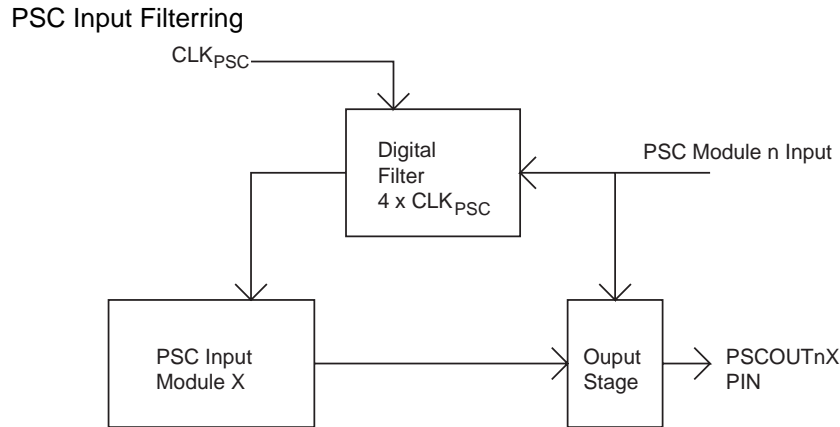 PSC Input Filterring
CLKPSC
Digital
Filter
4 x CLKPSC
PSC Module n Input
PSC Input
Module X
Ouput
Stage
PSCOUTnX
PIN